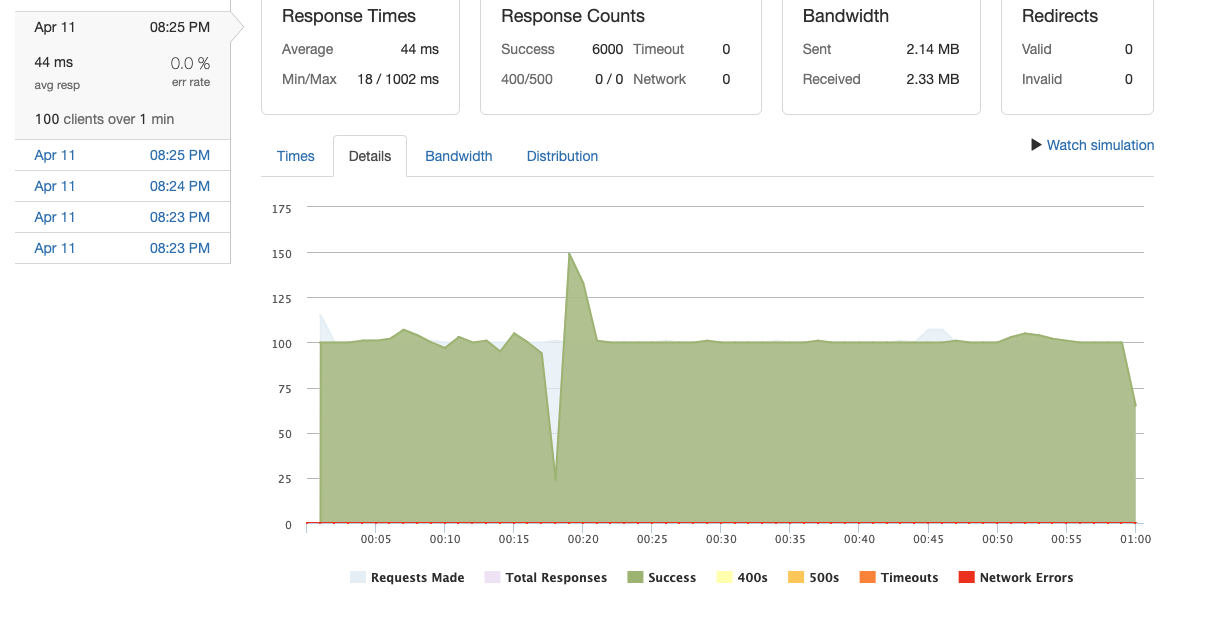 Apr 11 08:25 PM
44 ms 0.0 %
avg resp err rate
100 clients over 1 min
Apr 11 08:25 PM
Apr 11 08:24 PM
Apr 11 08:23 PM
Apr 11 08:23 PM
Response Times
Average 44 ms
Min/Max 18 / 1002 ms
Response Counts
Success 6000 Timeout 0
400/500 0 / 0 Network 0
Bandwidth
Sent 2.14 MB
Received 2.33 MB
Redirects
Valid 0
Invalid 0
Times Details Bandwidth Distribution
Watch simulation
175
150
125
100
75
50
25
0
00:05 00:10 00:15 00:20 00:25 00:30 00:35 00:40 00:45 00:50 00:55 01:00
Requests Made Total Responses Success 400s 500s Timeouts Network Errors